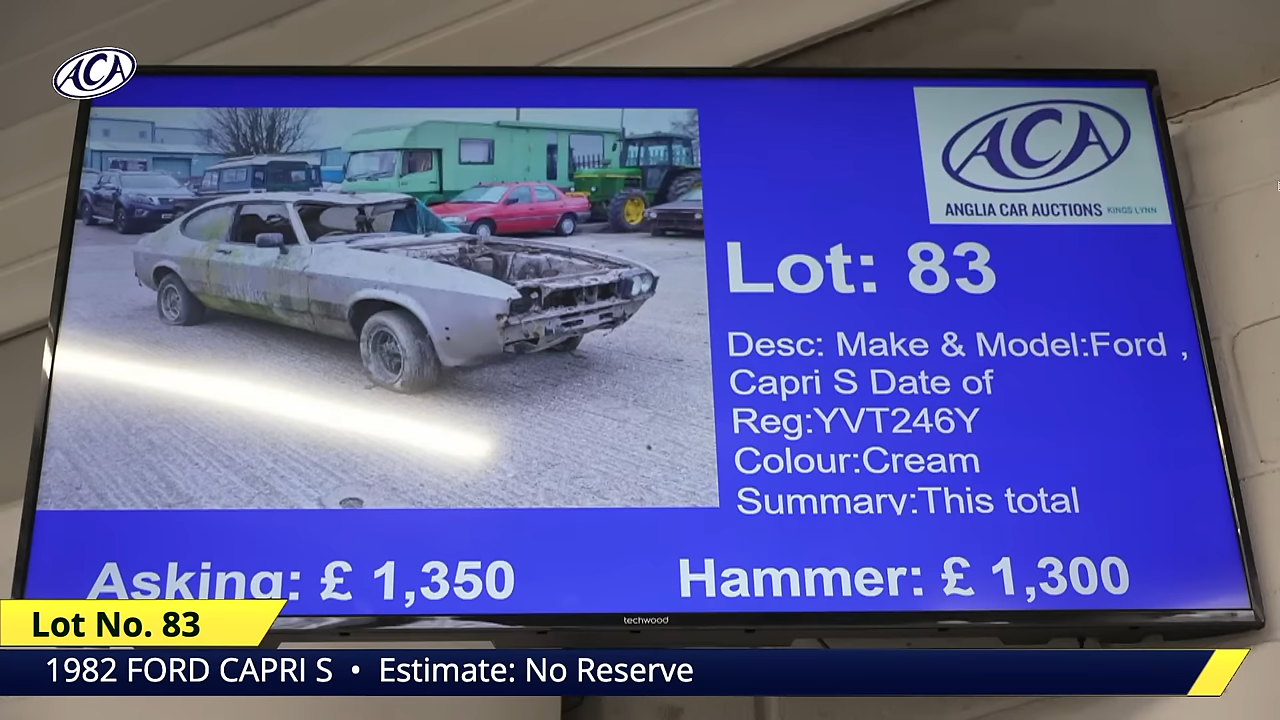 ACA
ACA
ANGLIA CAR AUCTIONS KINGS LYNN
Lot: 83
Desc: Make & Model:Ford ,
Capri S Date of
Reg:YVT246Y
Colour:Cream
Summary:This total
Asking: £ 1,350
Hammer: £ 1,300
techwood
Lot No. 83
1982 FORD CAPRI S • Estimate: No Reserve